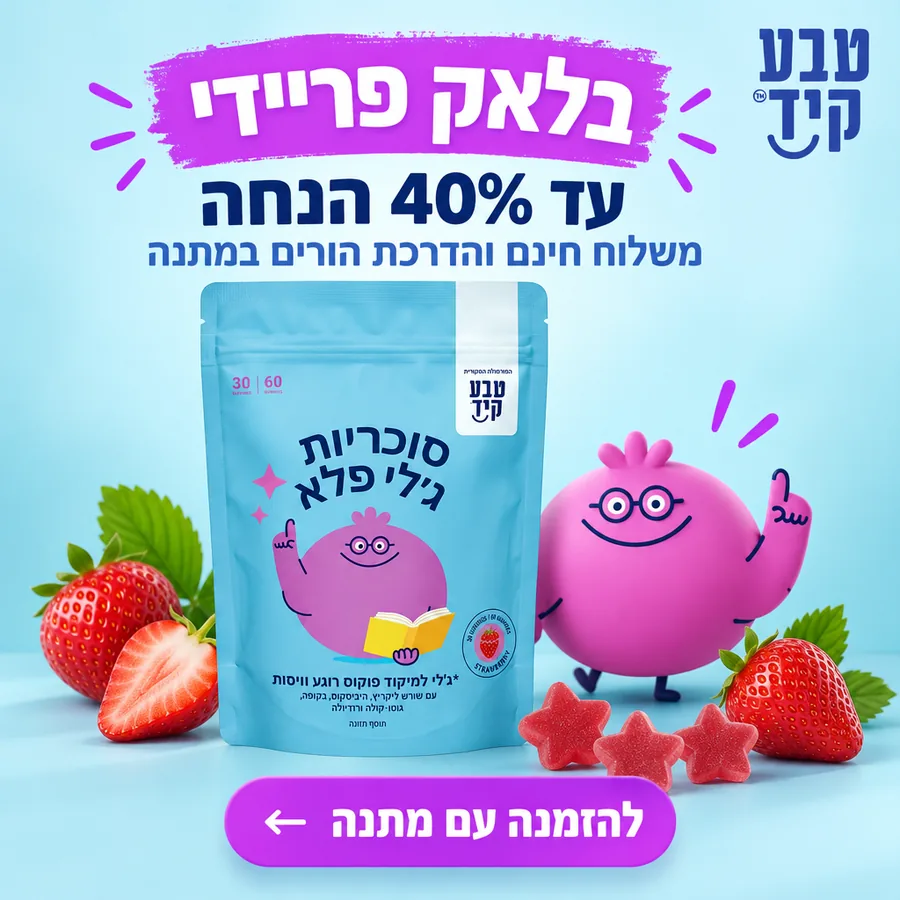 טבע
קיד™
בלאק פריידי
עד 40% הנחה
משלוח חינם והדרכת הורים במתנה
הפורמולה המקורית
טבע
קיד
30 | 60
סוכריות
ג'לי פלא
STRAWBERRY
*ג'לי למיקוד פוקוס רוגע וויסות
עם שורש ליקריץ, היביסקוס, בקופה,
גוטו-קולה ורודיולה
תוסף תזונה
להזמנה עם מתנה ←